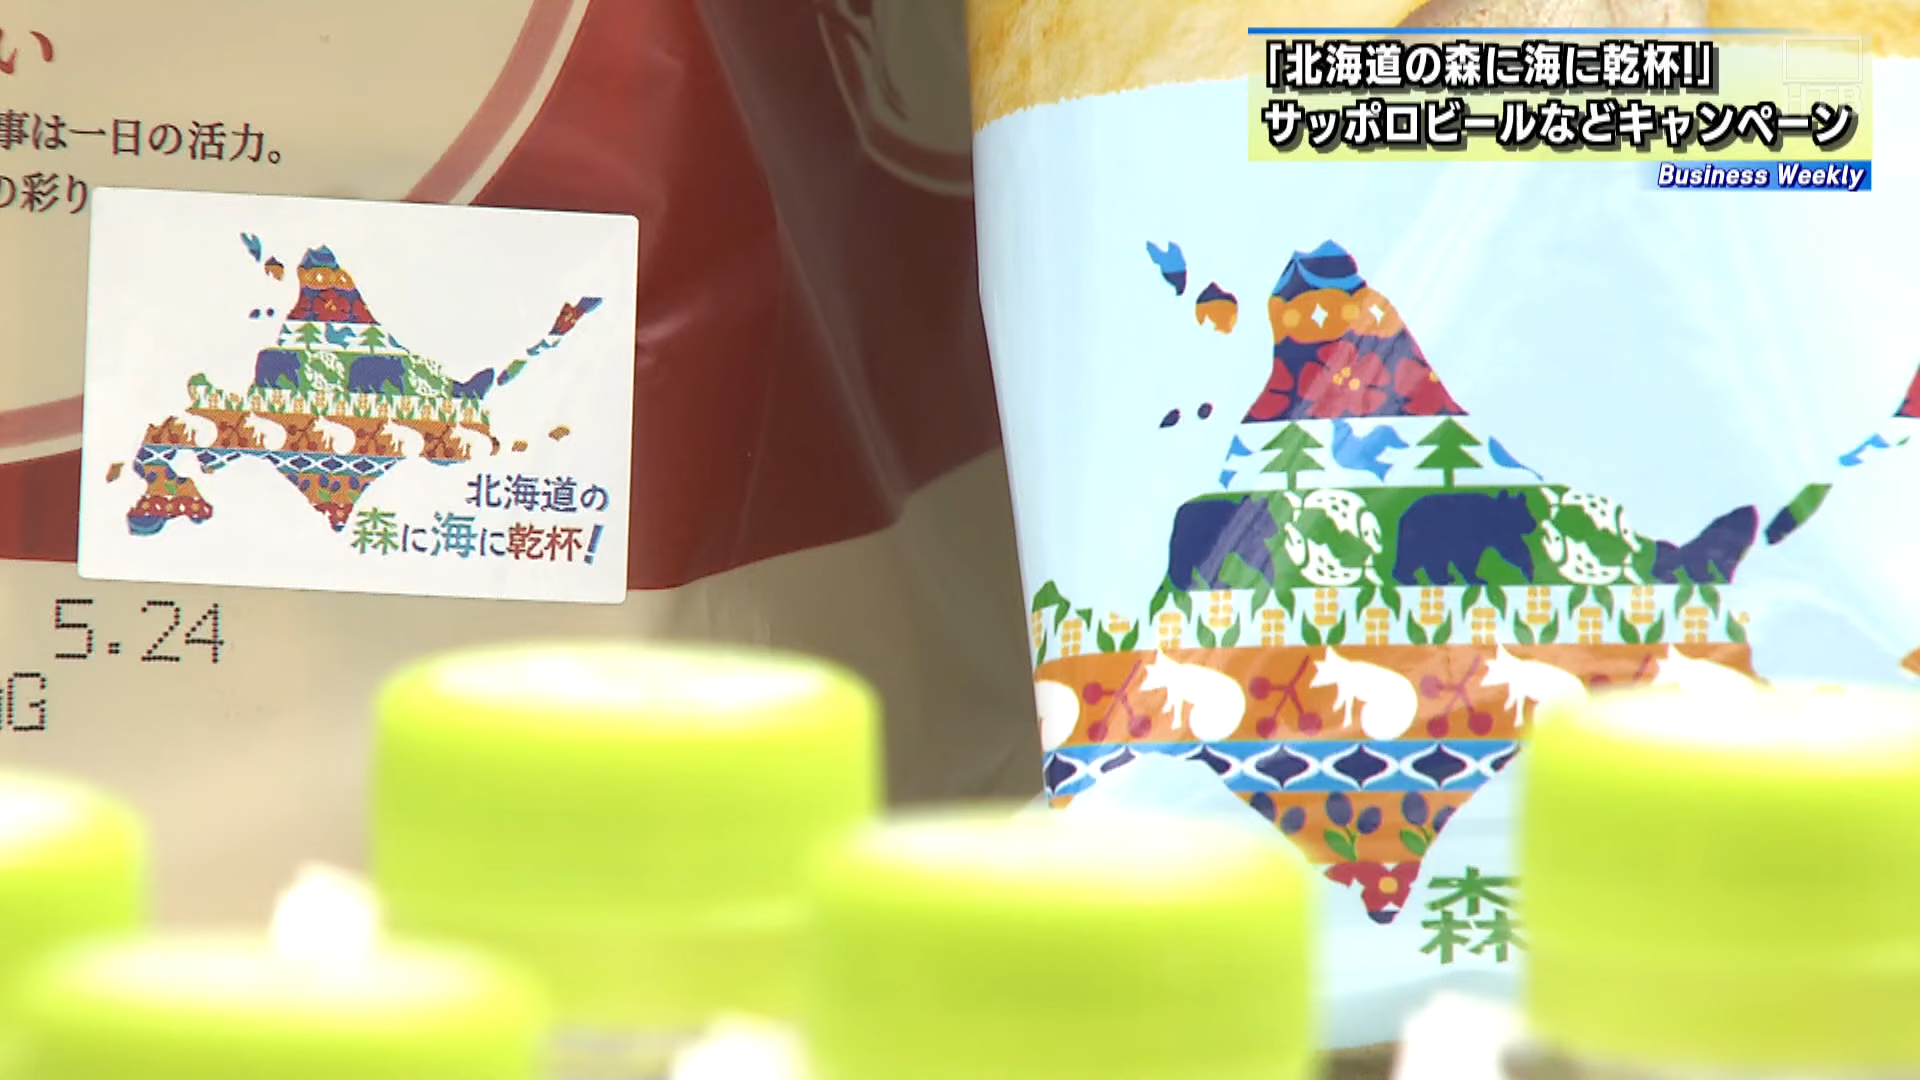 い
事は一日の活力。
の彩り
北海道の
森に海に乾杯!
5.24
G
「北海道の森に海に乾杯!」
サッポロビールなどキャンペーン
HTB
Business Weekly
森